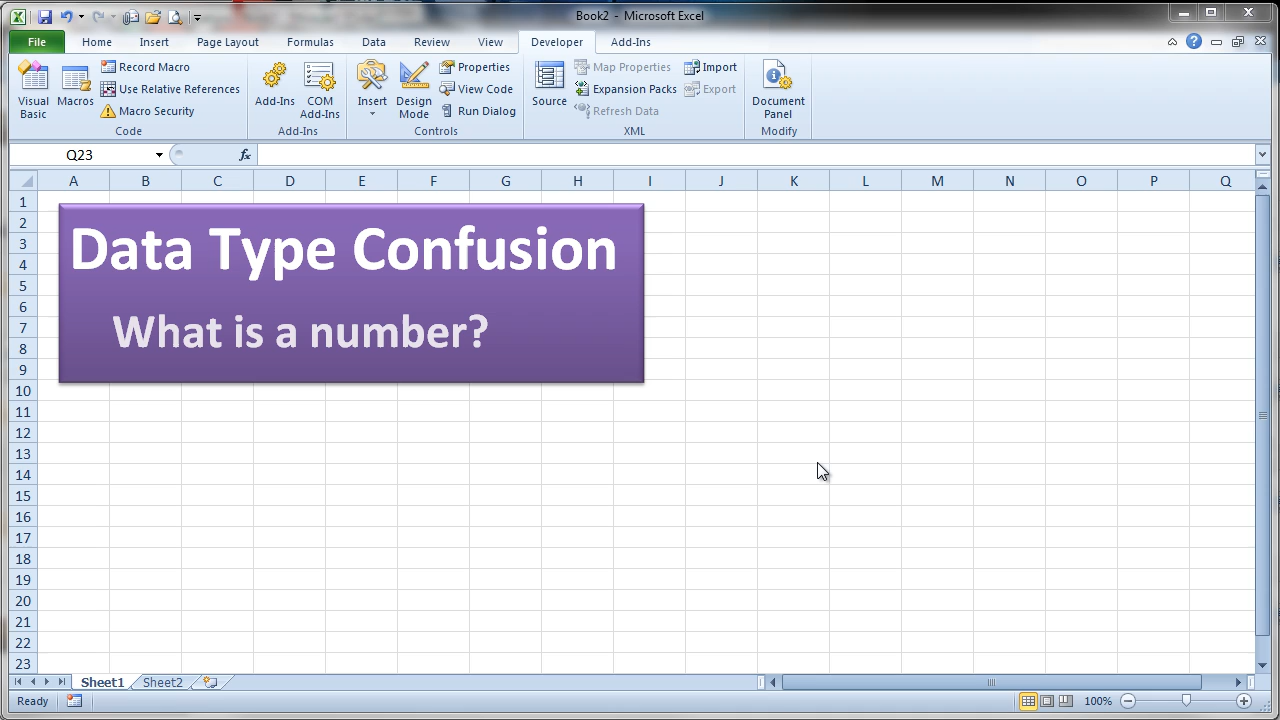 Book2 - Microsoft Excel
File Home Insert Page Layout Formulas Data Review View Developer Add-Ins
Visual Basic
Macros
Record Macro
Use Relative References
Macro Security
Code
Add-Ins
COM Add-Ins
Add-Ins
Insert
Design Mode
Properties
View Code
Run Dialog
Controls
Source
Map Properties
Expansion Packs
Refresh Data
Import
Export
XML
Document Panel
Modify
Q23 fx
A B C D E F G H I J K L M N O P Q
1
2
3
4
5
6
7
8
9
10
11
12
13
14
15
16
17
18
19
20
21
22
23
Data Type Confusion
What is a number?
Sheet1 Sheet2
Ready 100%